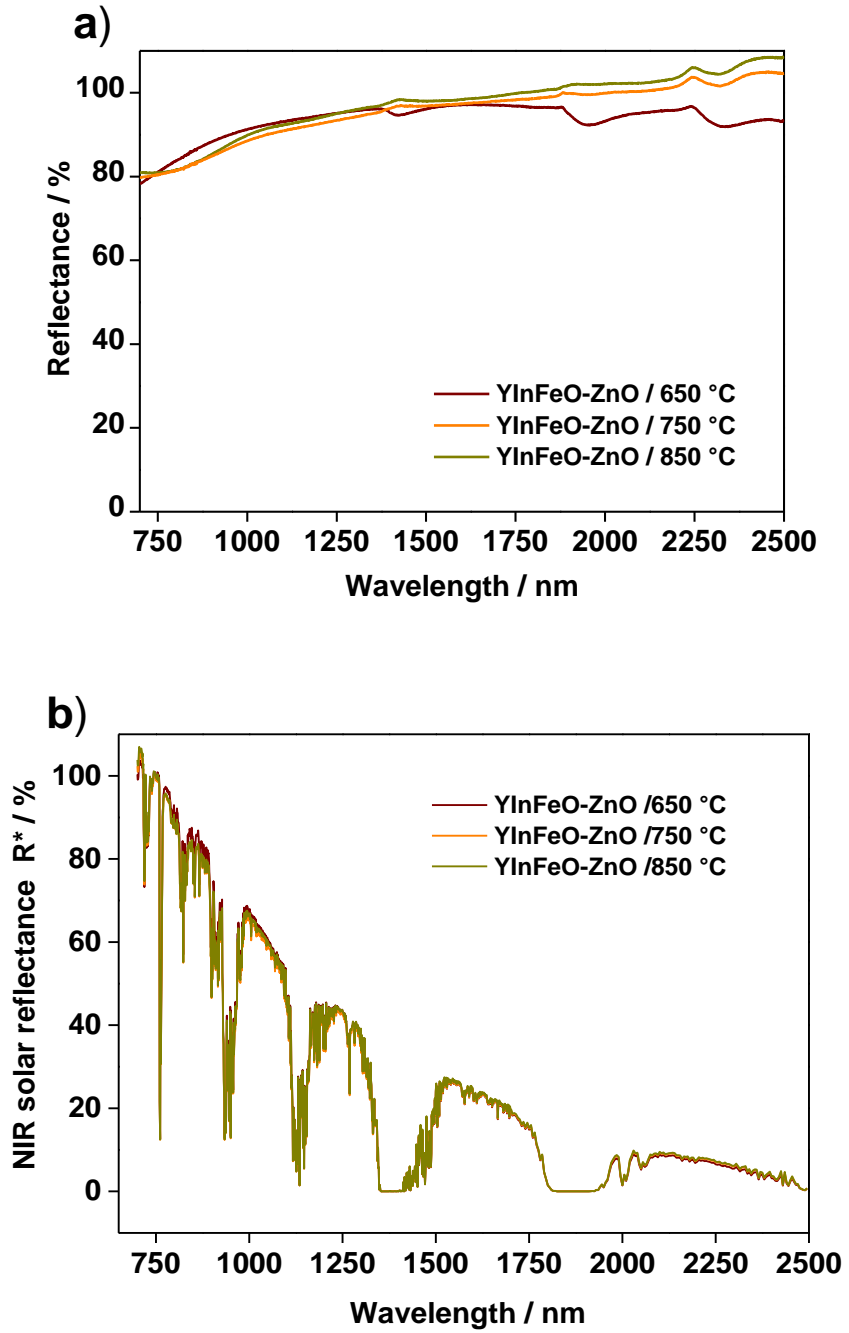 a)
100
80
60
40
20
0
Reflectance / %
YInFeO-ZnO / 650 °C
YInFeO-ZnO / 750 °C
YInFeO-ZnO / 850 °C
750 1000 1250 1500 1750 2000 2250 2500
Wavelength / nm
b)
100
80
60
40
20
0
NIR solar reflectance R* / %
YInFeO-ZnO /650 °C
YInFeO-ZnO /750 °C
YInFeO-ZnO /850 °C
750 1000 1250 1500 1750 2000 2250 2500
Wavelength / nm